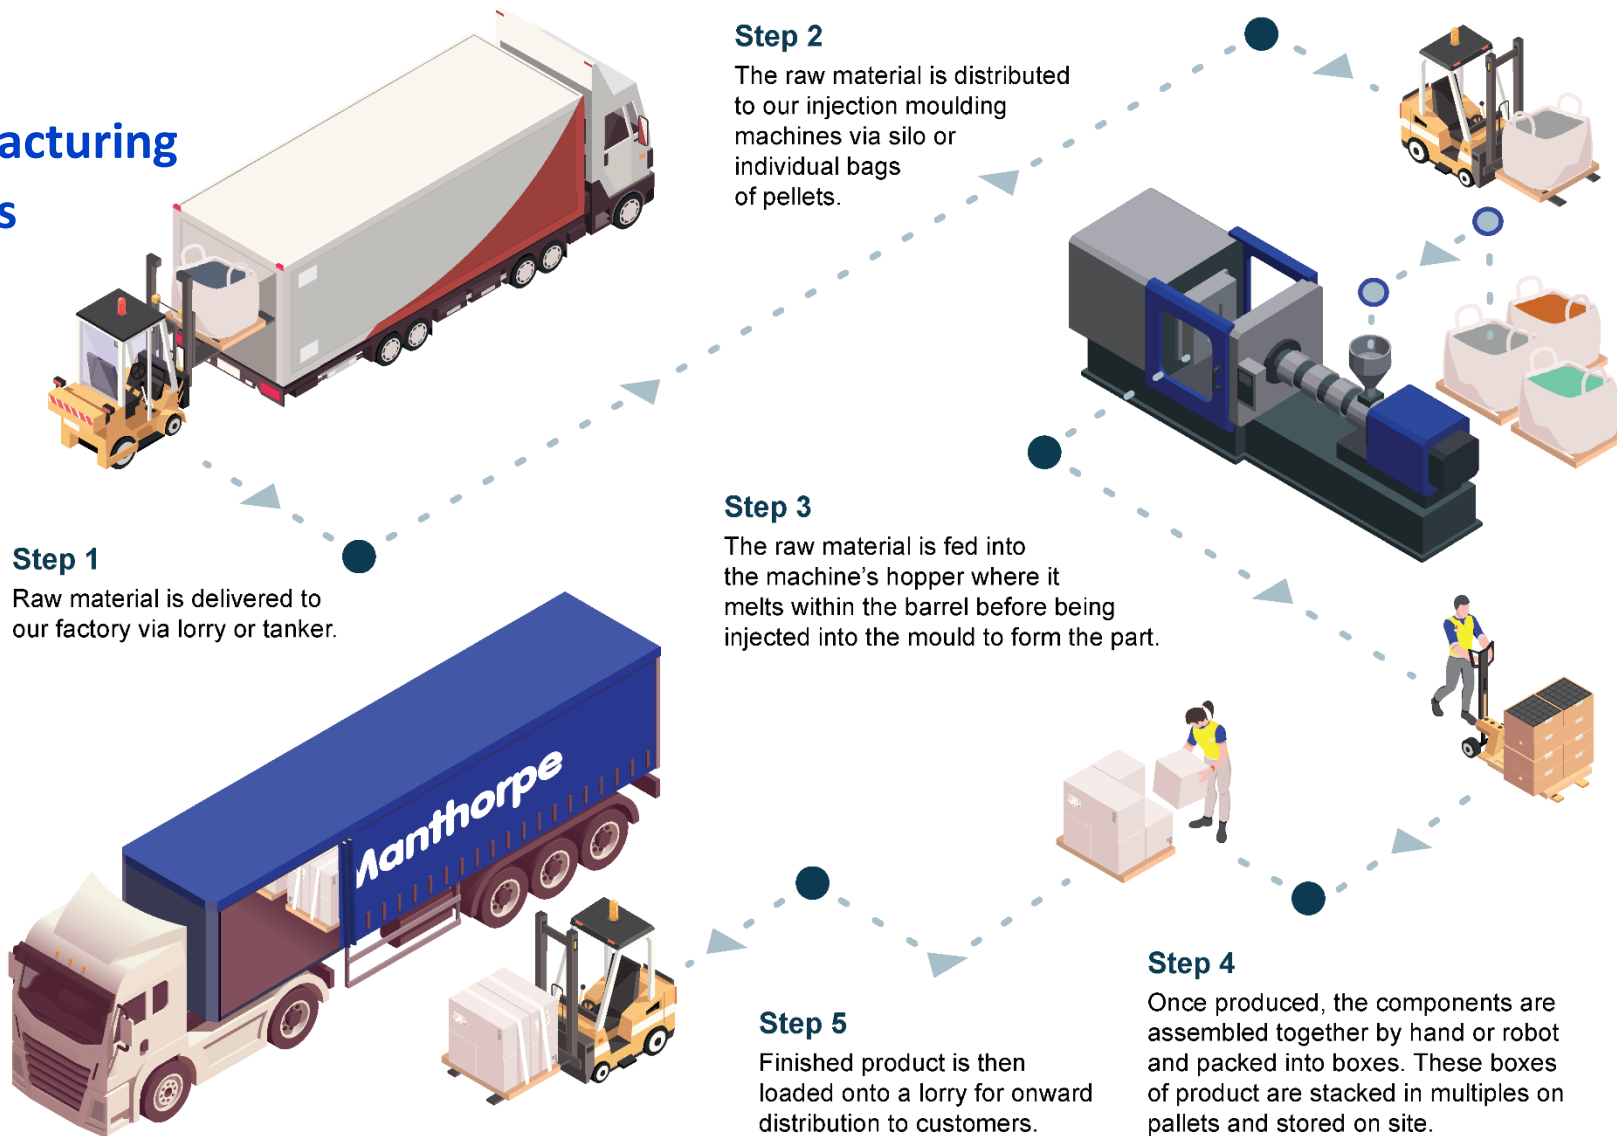 acturing
s
Step 1
Raw material is delivered to
our factory via lorry or tanker.
Step 2
The raw material is distributed
to our injection moulding
machines via silo or
individual bags
of pellets.
Step 3
The raw material is fed into
the machine's hopper where it
melts within the barrel before being
injected into the mould to form the part.
Step 4
Once produced, the components are
assembled together by hand or robot
and packed into boxes. These boxes
of product are stacked in multiples on
pallets and stored on site.
Step 5
Finished product is then
loaded onto a lorry for onward
distribution to customers.
Manthorpe